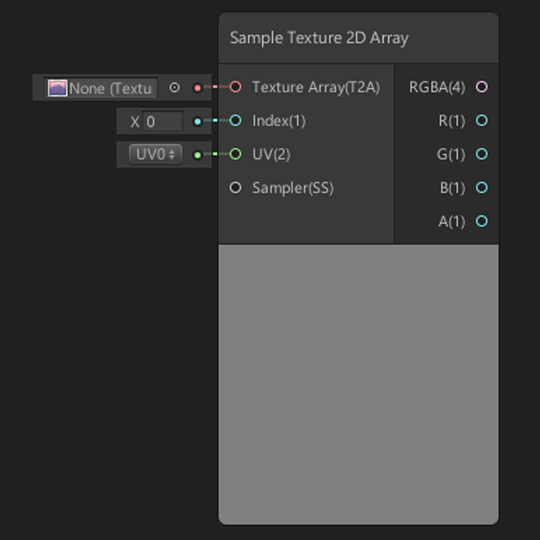 Sample Texture 2D Array
None (Textu
Texture Array(T2A)
RGBA(4)
X 0
Index(1)
R(1)
UV0
UV(2)
G(1)
Sampler(SS)
B(1)
A(1)